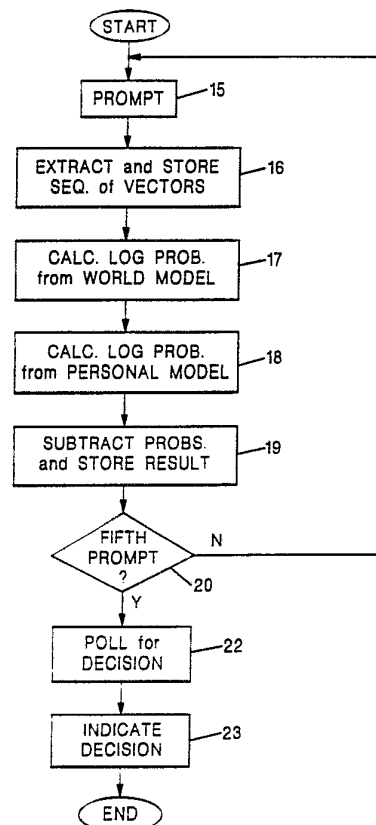 START
PROMPT
15
EXTRACT and STORE
SEQ. of VECTORS
16
CALC. LOG PROB.
from WORLD MODEL
17
CALC. LOG PROB.
from PERSONAL MODEL
18
SUBTRACT PROBS.
and STORE RESULT
19
FIFTH
PROMPT
?
N
20
Y
POLL for
DECISION
22
INDICATE
DECISION
23
END